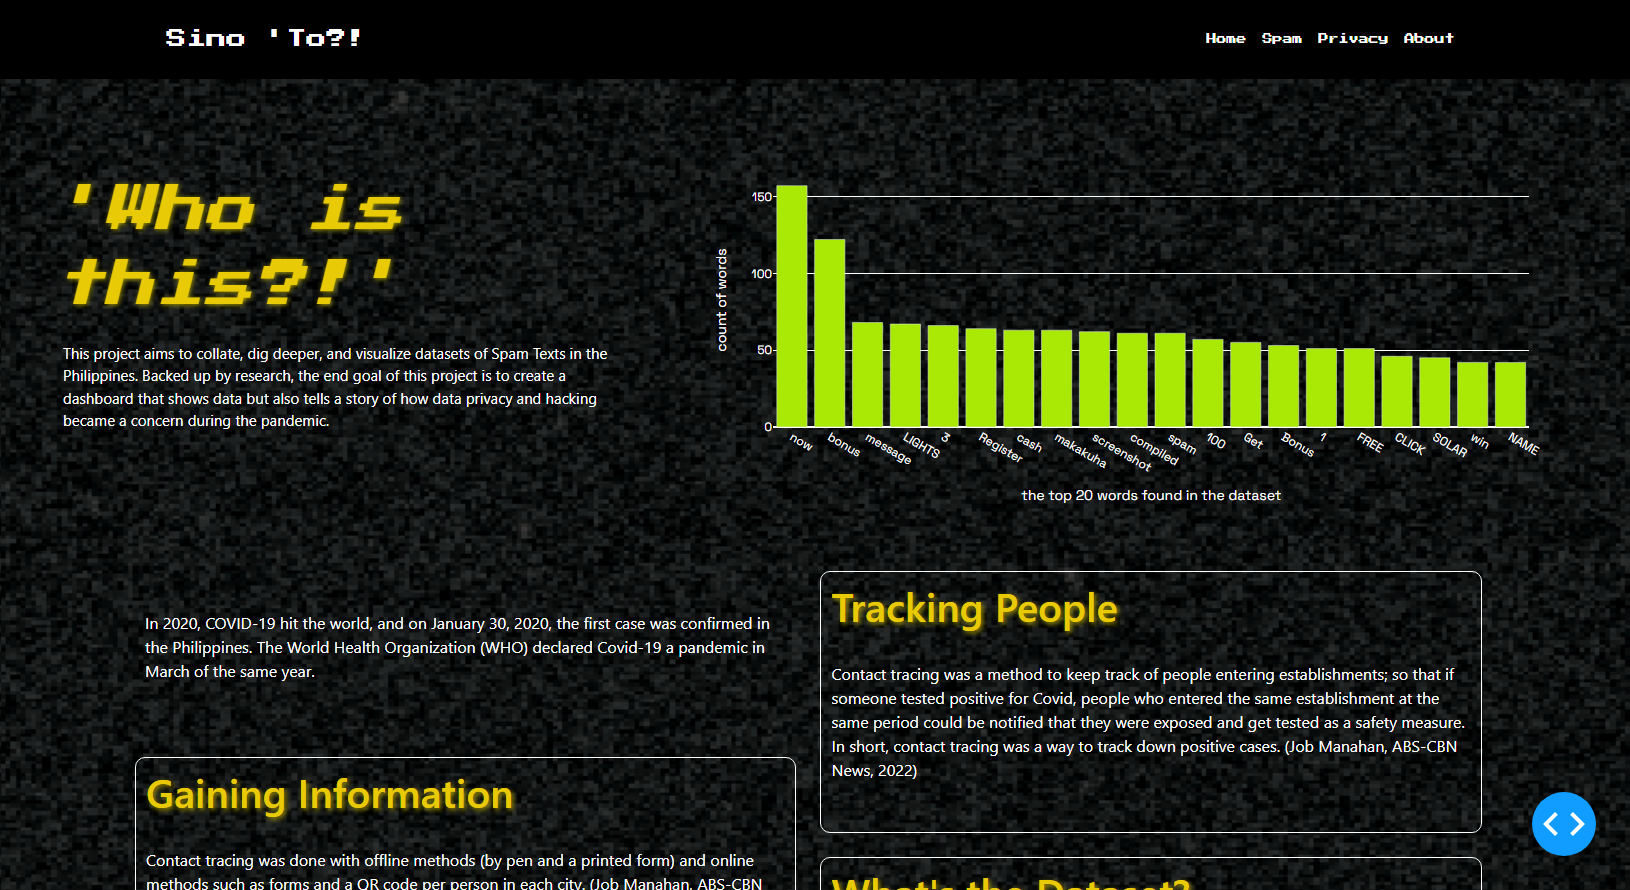 Sino 'To?!
Home Spam Privacy About
'Who is
this?!'
This project aims to collate, dig deeper, and visualize datasets of Spam Texts in the
Philippines. Backed up by research, the end goal of this project is to create a
dashboard that shows data but also tells a story of how data privacy and hacking
became a concern during the pandemic.
150
100
50
0
count of words
now bonus message LIGHTS 3 Register cash makakuha screenshot compiled spam 100 Get Bonus 1 FREE CLICK SOLAR win NAME
the top 20 words found in the dataset
In 2020, COVID-19 hit the world, and on January 30, 2020, the first case was confirmed in
the Philippines. The World Health Organization (WHO) declared Covid-19 a pandemic in
March of the same year.
Tracking People
Contact tracing was a method to keep track of people entering establishments; so that if
someone tested positive for Covid, people who entered the same establishment at the
same period could be notified that they were exposed and get tested as a safety measure.
In short, contact tracing was a way to track down positive cases. (Job Manahan, ABS-CBN
News, 2022)
Gaining Information
Contact tracing was done with offline methods (by pen and a printed form) and online
methods such as forms and a QR code per person in each city. (Job Manahan, ABS-CBN
What's the Dataset?